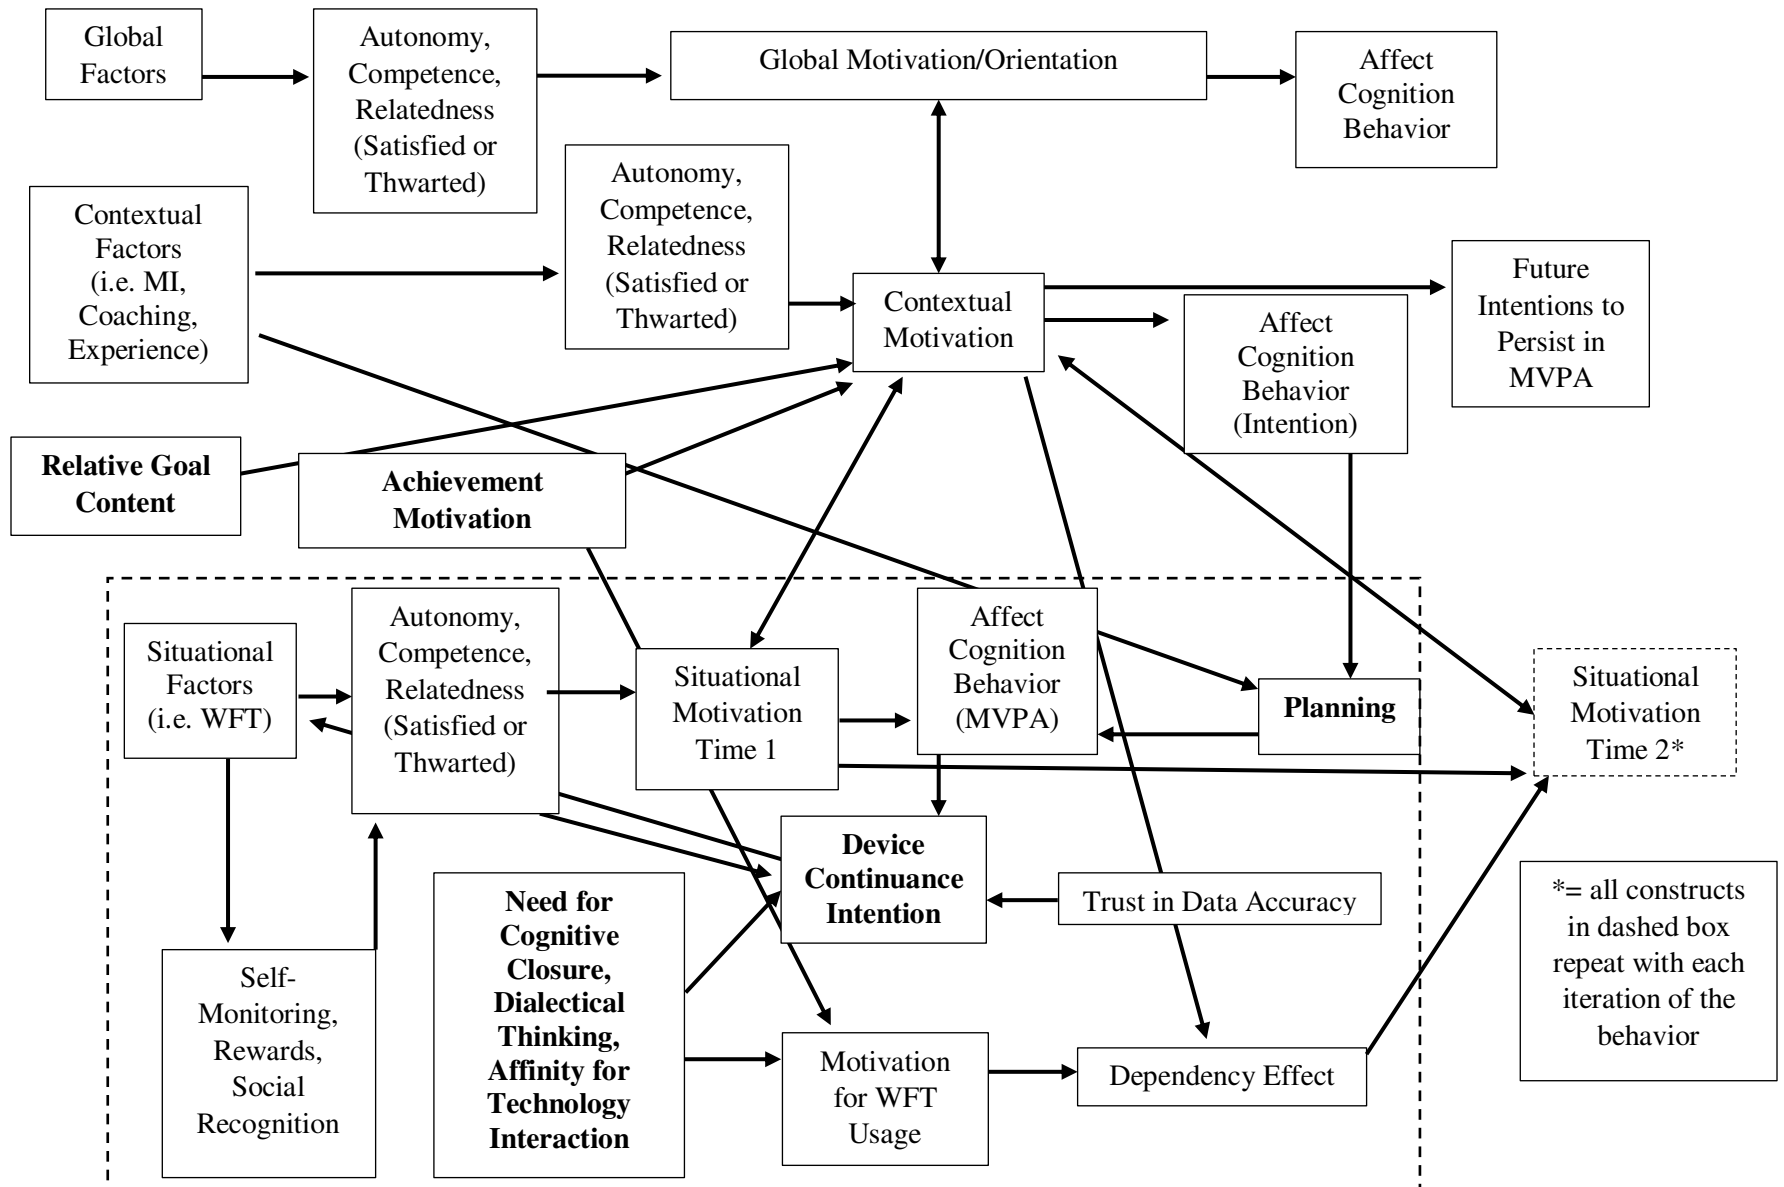 Global
Factors
Autonomy,
Competence,
Relatedness
(Satisfied or
Thwarted)
Global Motivation/Orientation
Affect
Cognition
Behavior
Contextual
Factors
(i.e. MI,
Coaching,
Experience)
Autonomy,
Competence,
Relatedness
(Satisfied or
Thwarted)
Contextual
Motivation
Affect
Cognition
Behavior
(Intention)
Future
Intentions to
Persist in
MVPA
Relative Goal
Content
Achievement
Motivation
Situational
Factors
(i.e. WFT)
Autonomy,
Competence,
Relatedness
(Satisfied or
Thwarted)
Situational
Motivation
Time 1
Affect
Cognition
Behavior
(MVPA)
Planning
Situational
Motivation
Time 2*
Device
Continuance
Intention
Trust in Data Accuracy
*= all constructs
in dashed box
repeat with each
iteration of the
behavior
Self-
Monitoring,
Rewards,
Social
Recognition
Need for
Cognitive
Closure,
Dialectical
Thinking,
Affinity for
Technology
Interaction
Motivation
for WFT
Usage
Dependency Effect